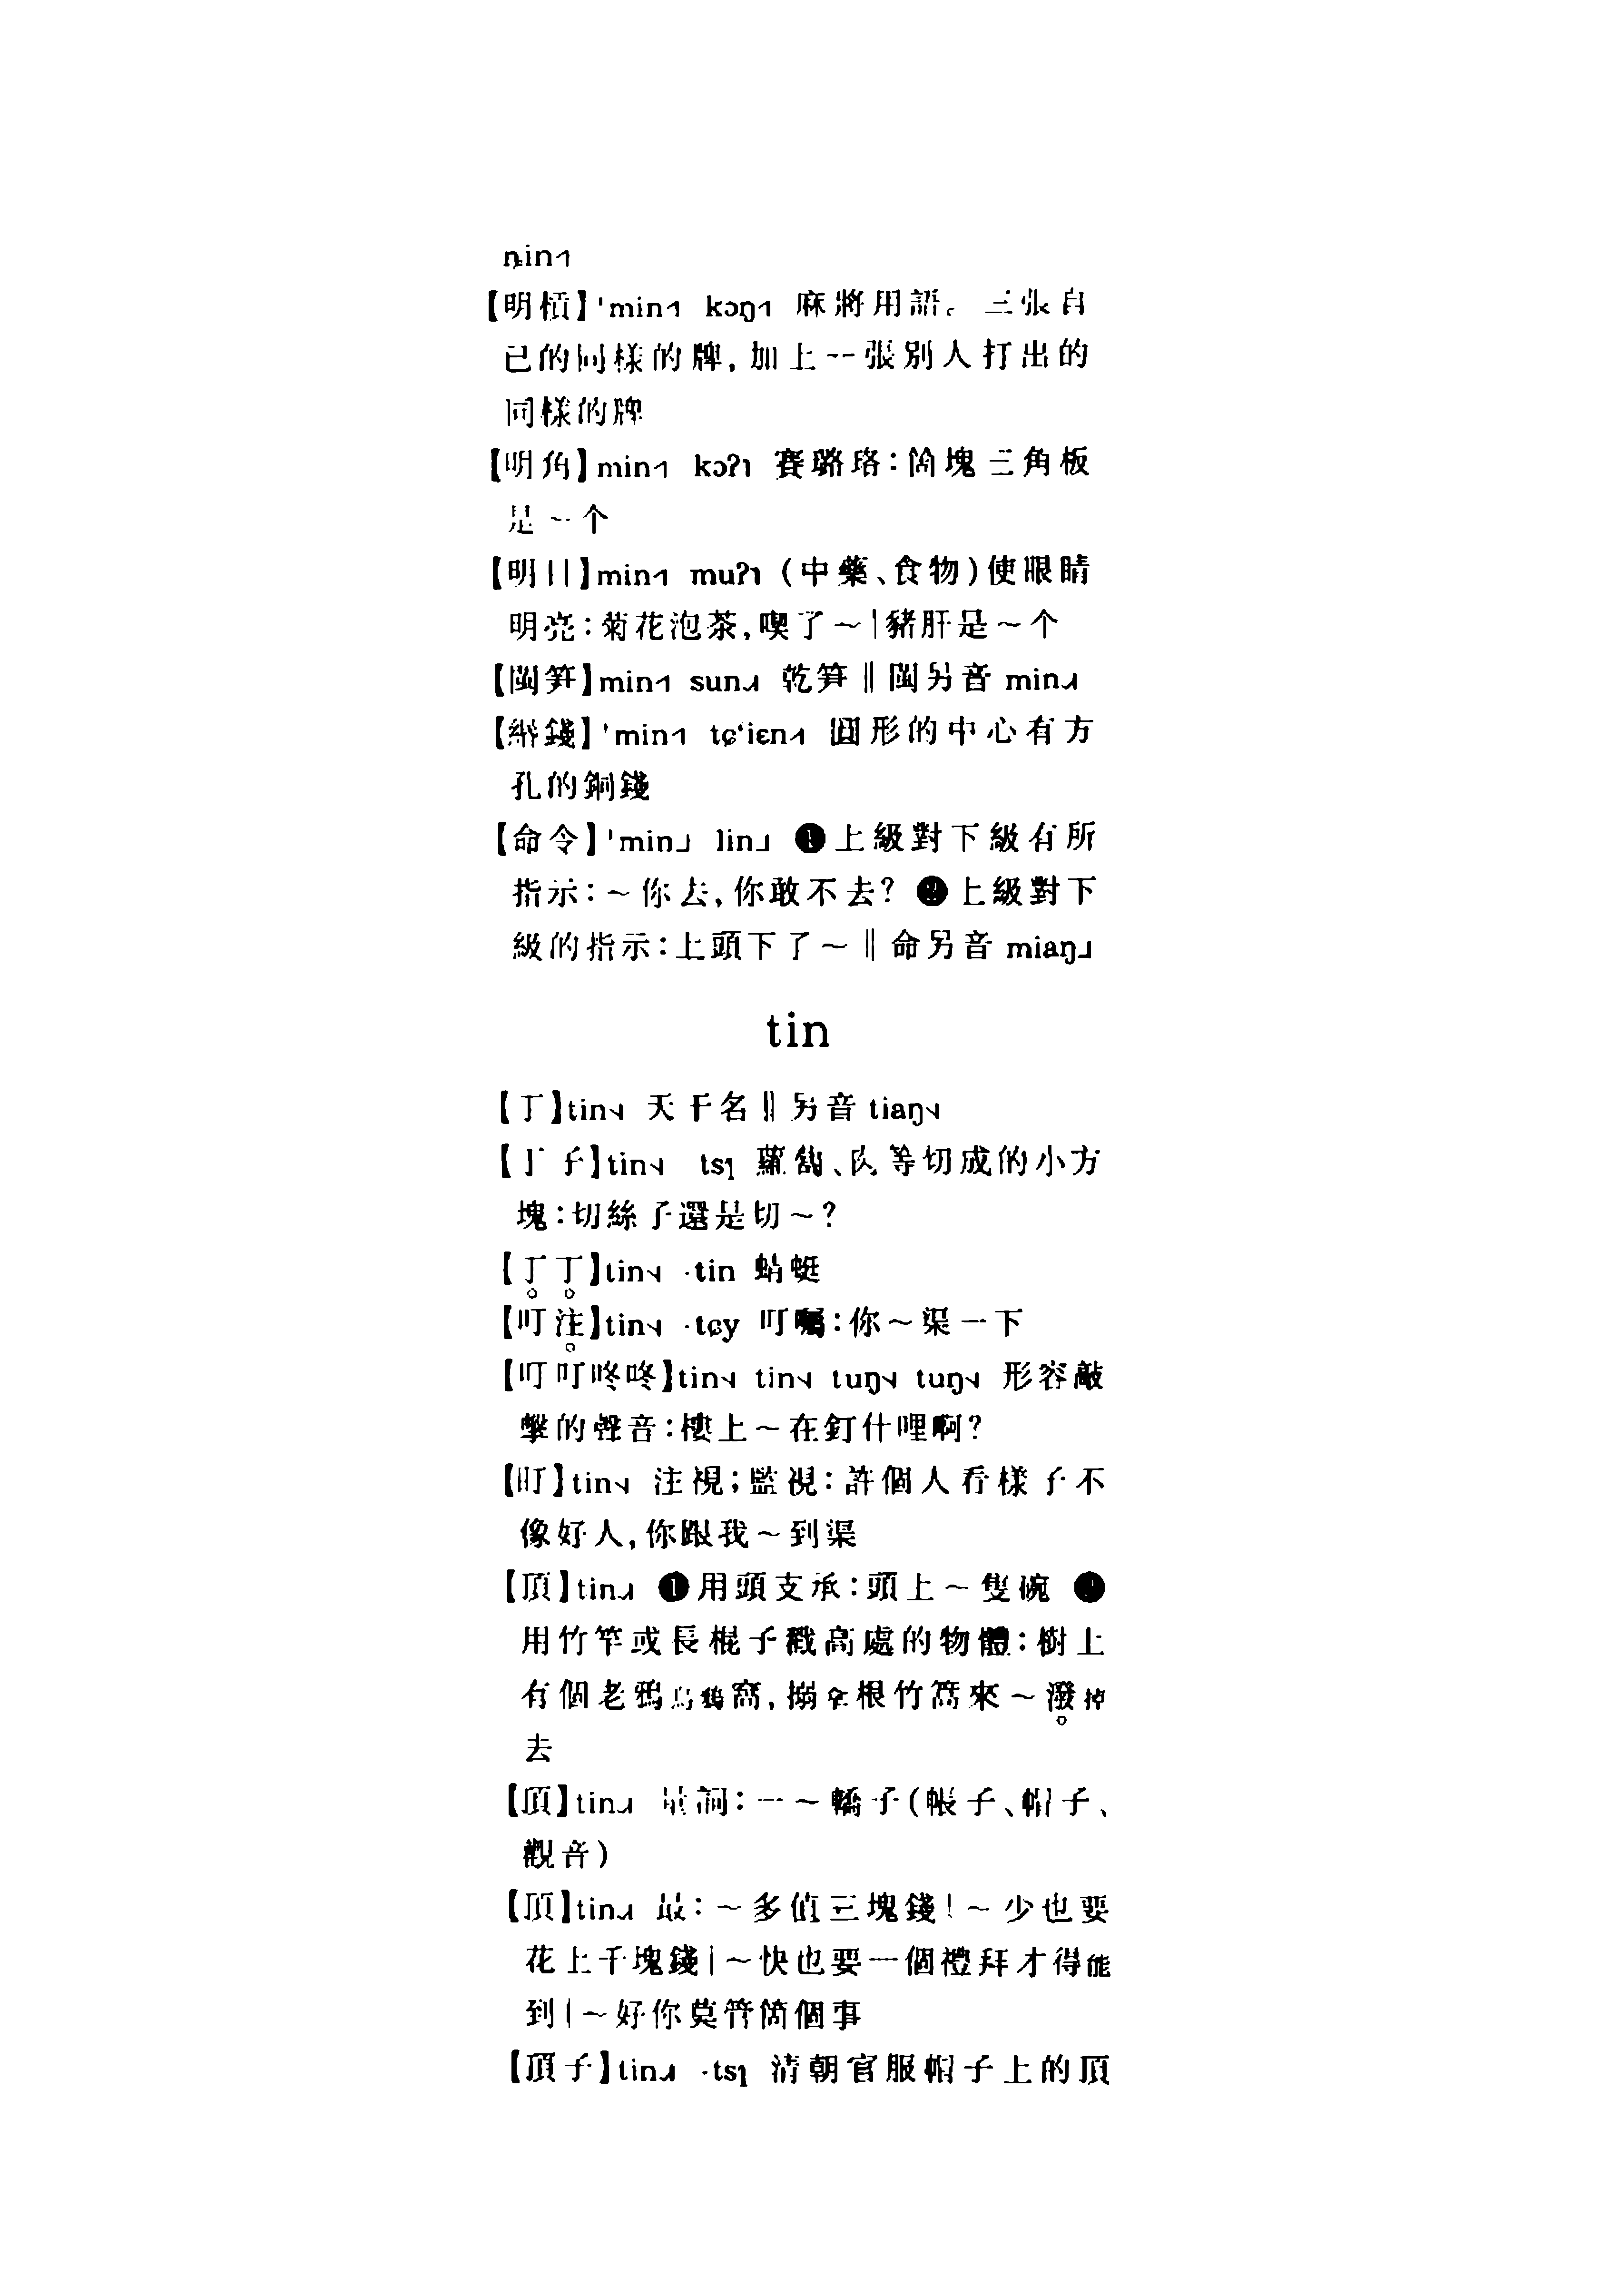 ȵin˧˥
【明槓】ˈmin˧˥ kɔŋ˧˥ 麻將用語。三張自
己的同樣的牌,加上一張別人打出的
同樣的牌
【明角】min˧˥ kɔʔ˥ 賽璐珞:箇塊三角板
是~个
【明目】min˧˥ muʔ˥ (中藥、食物)使眼睛
明亮:菊花泡茶,喫了~|豬肝是~个
【閩笋】min˧˥ sun˨˩˧ 乾笋‖閩另音 min˨˩˧
【緡錢】ˈmin˧˥ tɕʻiɛn˧˥ 圓形的中心有方
孔的銅錢
【命令】ˈmin˩ lin˩ ❶上級對下級有所
指示:~你去,你敢不去? ❷上級對下
級的指示:上頭下了~‖命另音 miaŋ˩
tin
【丁】tin˧˩ 天干名‖另音 tiaŋ˧˩
【丁子】tin˧˩ tsʅ 蘿蔔、肉等切成的小方
塊:切絲子還是切~?
【丁丁】tin˧˩ ·tin 蜻蜓
【叮注】tin˧˩ ·tɕy 叮囑:你~渠一下
【叮叮咚咚】tin˧˩ tin˧˩ tuŋ˧˩ tuŋ˧˩ 形容敲
擊的聲音:樓上~在釘什哩啊?
【盯】tin˧˩ 注視;監視:許個人看樣子不
像好人,你跟我~到渠
【頂】tin˨˩˧ ❶用頭支承:頭上~隻碗 ❷
用竹竿或長棍子戳高處的物體:樹上
有個老鴉烏鴉窩,搦拿根竹篙來~潑掉
去
【頂】tin˨˩˧ 量詞:一~轎子(帳子、帽子、
觀音)
【頂】tin˨˩˧ 最:~多值三塊錢|~少也要
花上千塊錢|~快也要一個禮拜才得能
到|~好你莫管箇個事
【頂子】tin˨˩˧ ·tsʅ 清朝官服帽子上的頂